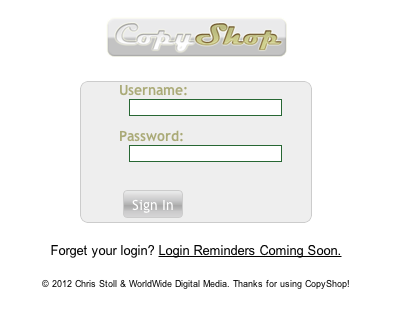 CopyShop
Username:
Password:
Sign In
Forget your login? Login Reminders Coming Soon.
© 2012 Chris Stoll & WorldWide Digital Media. Thanks for using CopyShop!